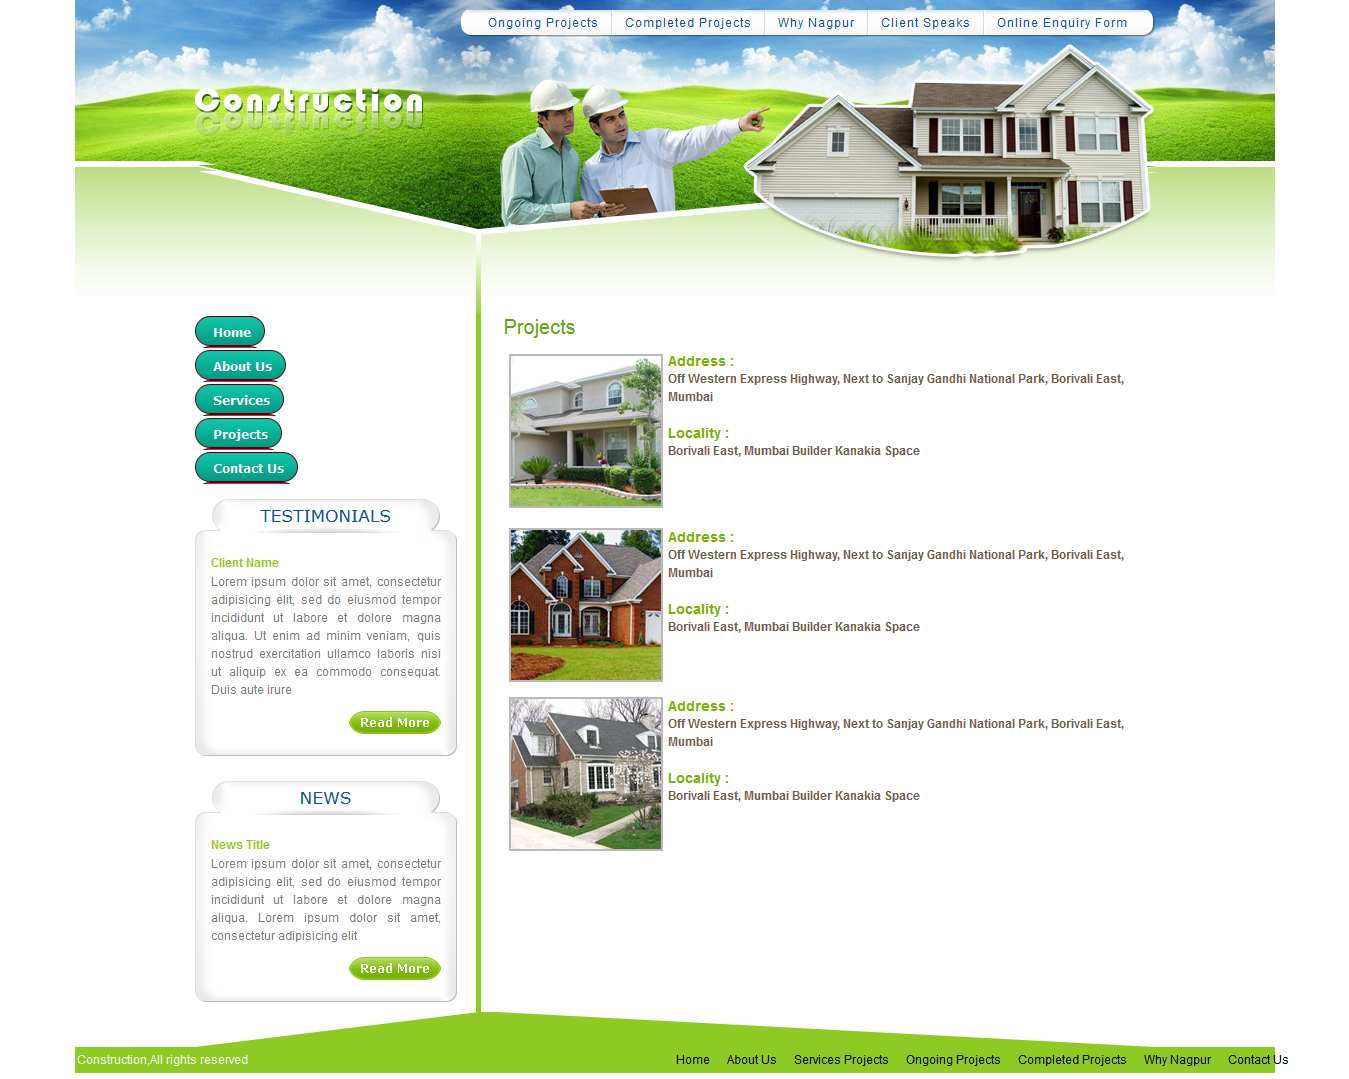 Ongoing Projects
Completed Projects
Why Nagpur
Client Speaks
Online Enquiry Form
Construction
Home
About Us
Services
Projects
Contact Us
TESTIMONIALS
Client Name
Lorem ipsum dolor sit amet, consectetur
adipisicing elit, sed do eiusmod tempor
incididunt ut labore et dolore magna
aliqua. Ut enim ad minim veniam, quis
nostrud exercitation ullamco laboris nisi
ut aliquip ex ea commodo consequat.
Duis aute irure
Read More
NEWS
News Title
Lorem ipsum dolor sit amet, consectetur
adipisicing elit, sed do eiusmod tempor
incididunt ut labore et dolore magna
aliqua. Lorem ipsum dolor sit amet,
consectetur adipisicing elit
Read More
Projects
Address :
Off Western Express Highway, Next to Sanjay Gandhi National Park, Borivali East,
Mumbai
Locality :
Borivali East, Mumbai Builder Kanakia Space
Address :
Off Western Express Highway, Next to Sanjay Gandhi National Park, Borivali East,
Mumbai
Locality :
Borivali East, Mumbai Builder Kanakia Space
Address :
Off Western Express Highway, Next to Sanjay Gandhi National Park, Borivali East,
Mumbai
Locality :
Borivali East, Mumbai Builder Kanakia Space
Construction,All rights reserved
Home About Us Services Projects Ongoing Projects Completed Projects Why Nagpur Contact Us